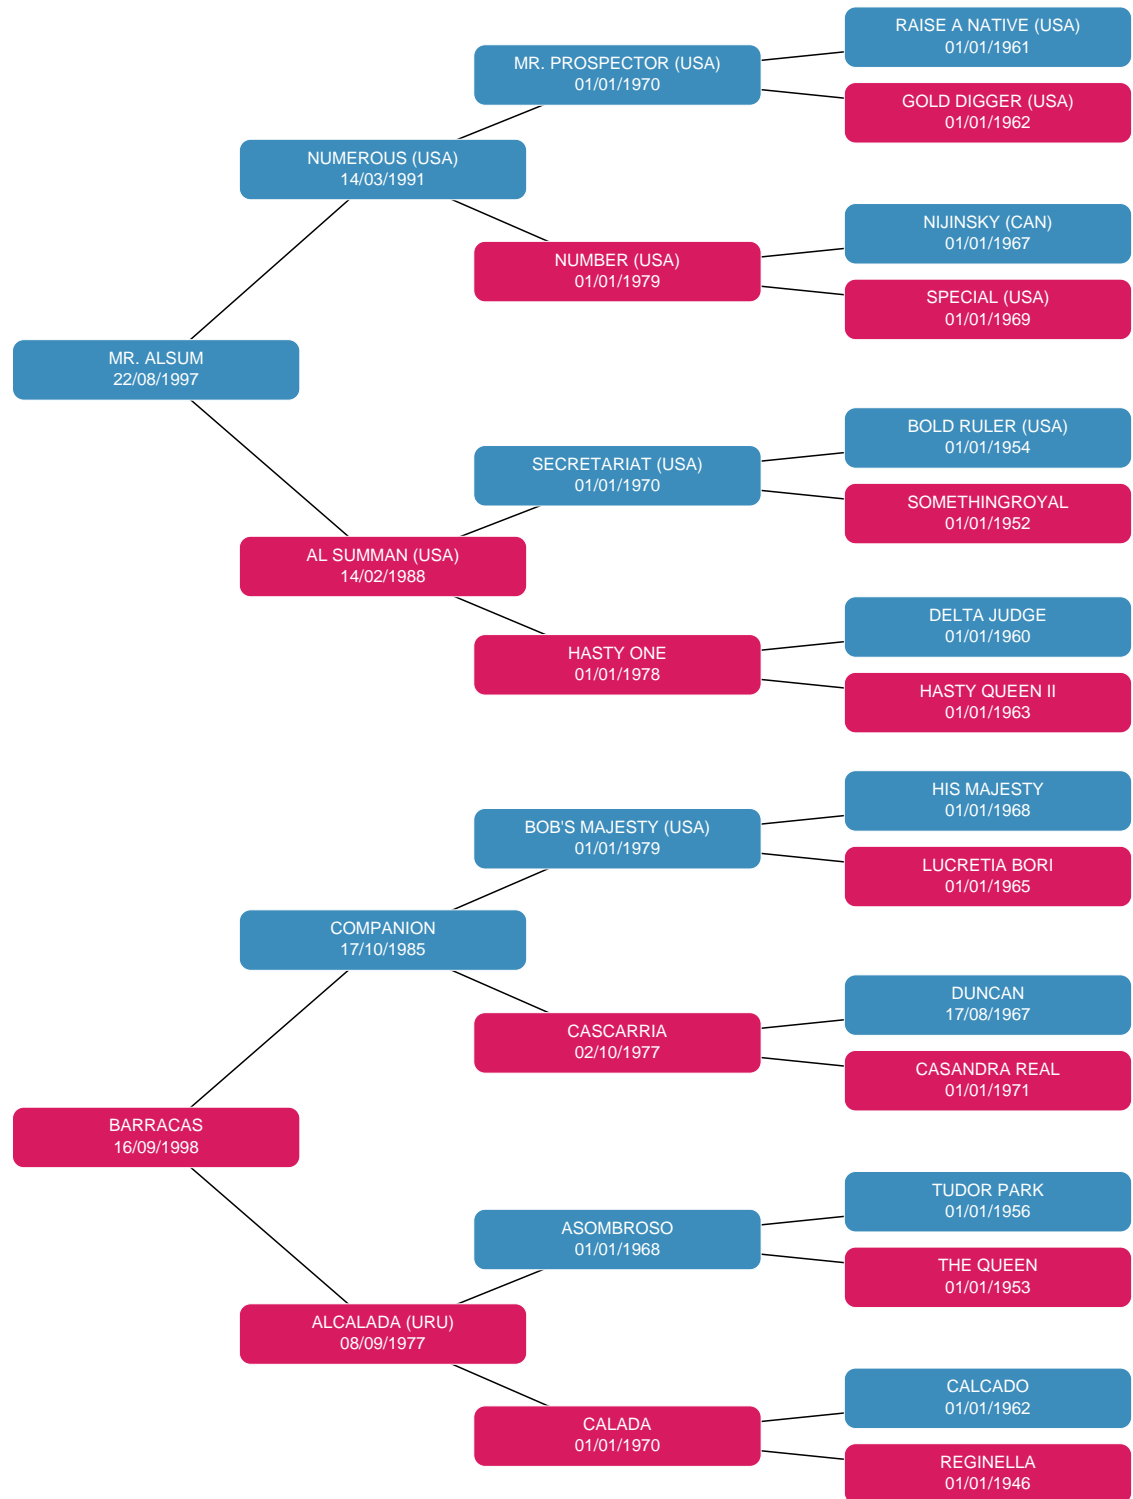 RAISE A NATIVE (USA)
01/01/1961
MR. PROSPECTOR (USA)
01/01/1970
GOLD DIGGER (USA)
01/01/1962
NUMEROUS (USA)
14/03/1991
NIJINSKY (CAN)
01/01/1967
NUMBER (USA)
01/01/1979
SPECIAL (USA)
01/01/1969
MR. ALSUM
22/08/1997
BOLD RULER (USA)
01/01/1954
SECRETARIAT (USA)
01/01/1970
SOMETHINGROYAL
01/01/1952
AL SUMMAN (USA)
14/02/1988
DELTA JUDGE
01/01/1960
HASTY ONE
01/01/1978
HASTY QUEEN II
01/01/1963
HIS MAJESTY
01/01/1968
BOB'S MAJESTY (USA)
01/01/1979
LUCRETIA BORI
01/01/1965
COMPANION
17/10/1985
DUNCAN
17/08/1967
CASCARRIA
02/10/1977
CASANDRA REAL
01/01/1971
BARRACAS
16/09/1998
TUDOR PARK
01/01/1956
ASOMBROSO
01/01/1968
THE QUEEN
01/01/1953
ALCALADA (URU)
08/09/1977
CALCADO
01/01/1962
CALADA
01/01/1970
REGINELLA
01/01/1946